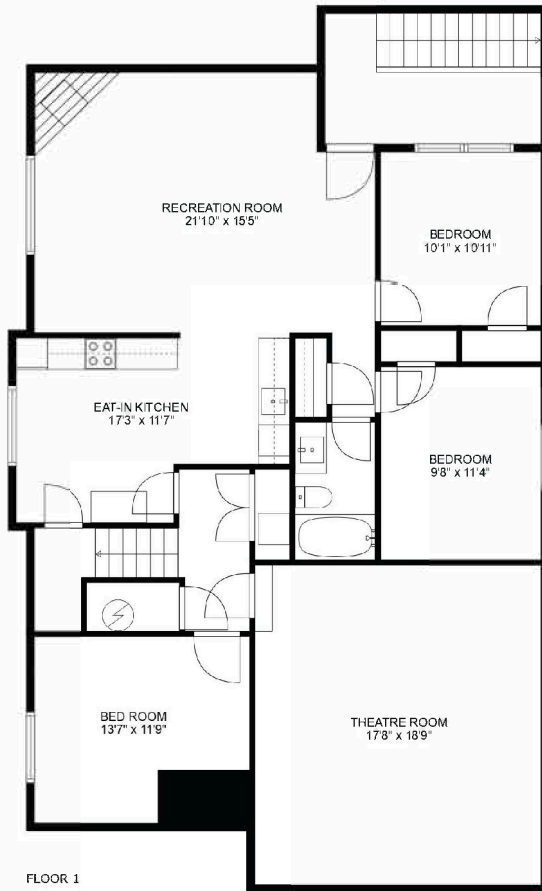 RECREATION ROOM
21'10" x 15'5"
BEDROOM
10'1" x 10'11"
EAT-IN KITCHEN
17'3" x 11'7"
BEDROOM
9'8" x 11'4"
BED ROOM
13'7" x 11'9"
THEATRE ROOM
17'8" x 18'9"
FLOOR 1